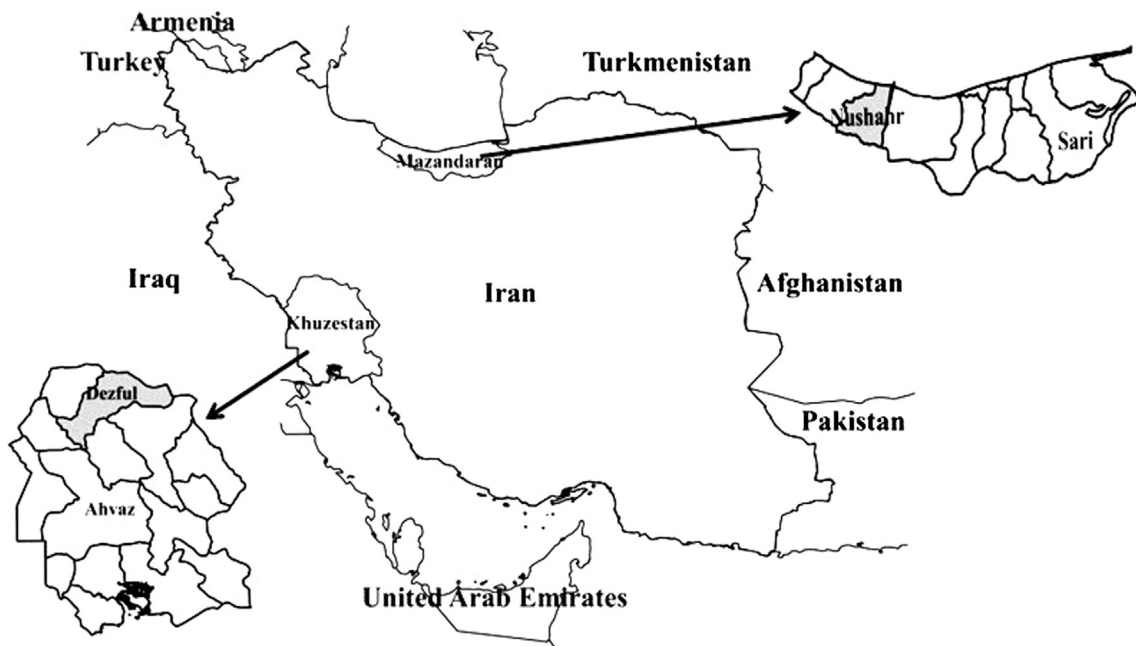 Armenia
Turkey
Turkmenistan
Mazandaran
Nushahr
Sari
Iraq
Iran
Afghanistan
Khuzestan
Dezful
Pakistan
Ahvaz
United Arab Emirates